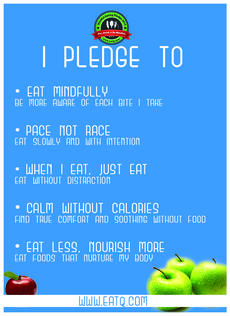 I PLEDGE TO
• EAT MINDFULLY
BE MORE AWARE OF EACH BITE I TAKE
• PACE NOT RACE
EAT SLOWLY AND WITH INTENTION
• WHEN I EAT, JUST EAT
EAT WITHOUT DISTRACTION
• CALM WITHOUT CALORIES
FIND TRUE COMFORT AND SOOTHING WITHOUT FOOD
• EAT LESS, NOURISH MORE
EAT FOODS THAT NURTURE MY BODY
WWW.EATQ.COM